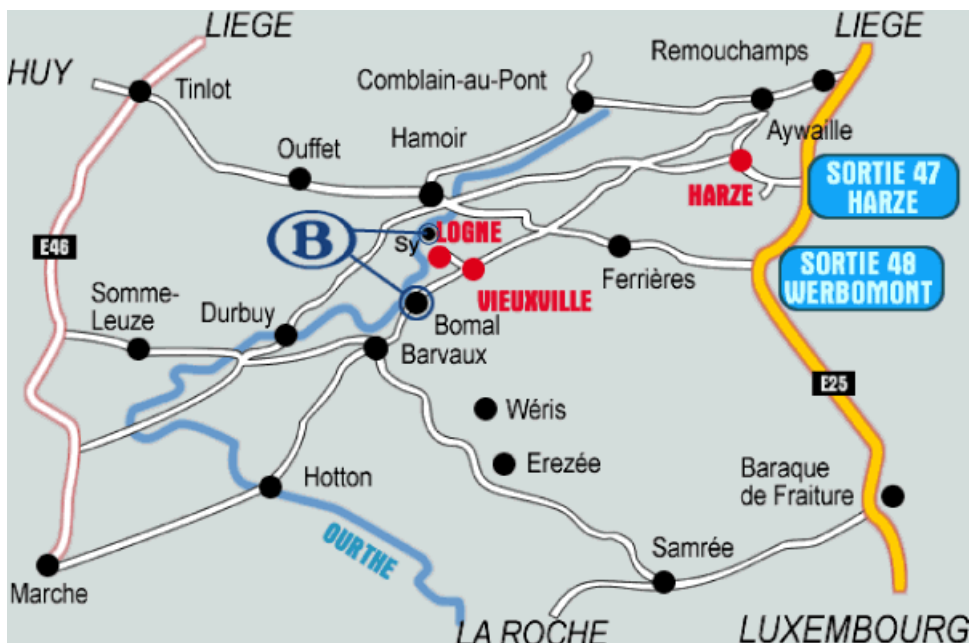 LIEGE
LIEGE
HUY
Tinlot
Comblain-au-Pont
Remouchamps
Aywaille
Ouffet
Hamoir
HARZE
SORTIE 47
HARZE
B
Sy
LOGNE
E46
Ferrières
SORTIE 48
WERBOMONT
VIEUXVILLE
Somme-
Leuze
Durbuy
Bomal
Barvaux
E25
Wéris
Erezée
Hotton
Baraque
de Fraiture
OURTHE
Samrée
Marche
LA ROCHE
LUXEMBOURG